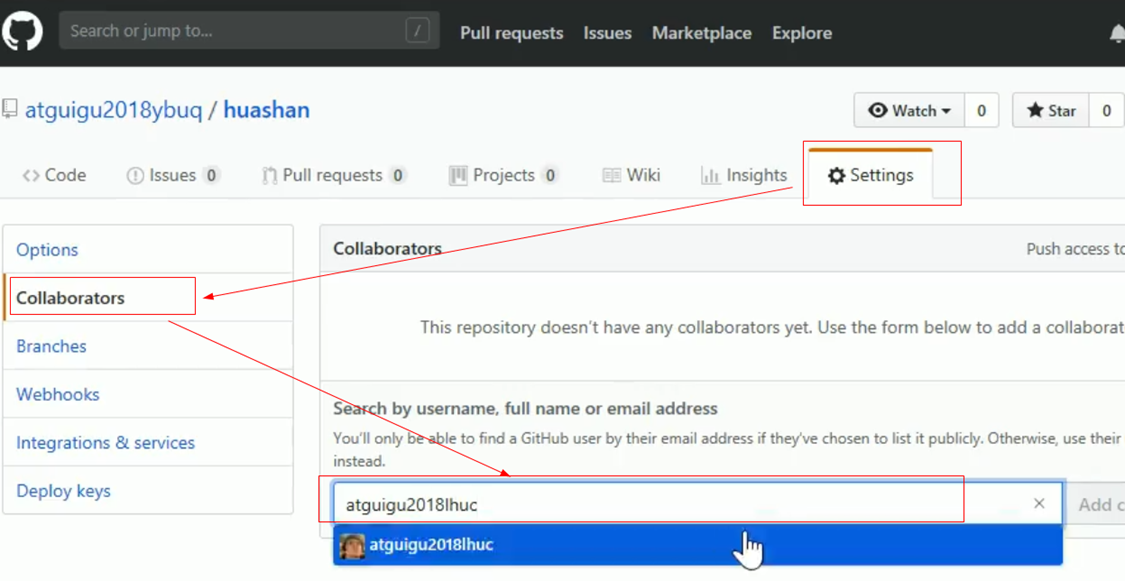 Search or jump to... / Pull requests Issues Marketplace Explore
atguigu2018ybuq / huashan Watch 0 Star 0
Code Issues 0 Pull requests 0 Projects 0 Wiki Insights Settings
Options
Collaborators
Branches
Webhooks
Integrations & services
Deploy keys
Collaborators Push access to
This repository doesn't have any collaborators yet. Use the form below to add a collaborat
Search by username, full name or email address
You'll only be able to find a GitHub user by their email address if they've chosen to list it publicly. Otherwise, use their
instead.
atguigu2018lhuc × Add c
atguigu2018lhuc